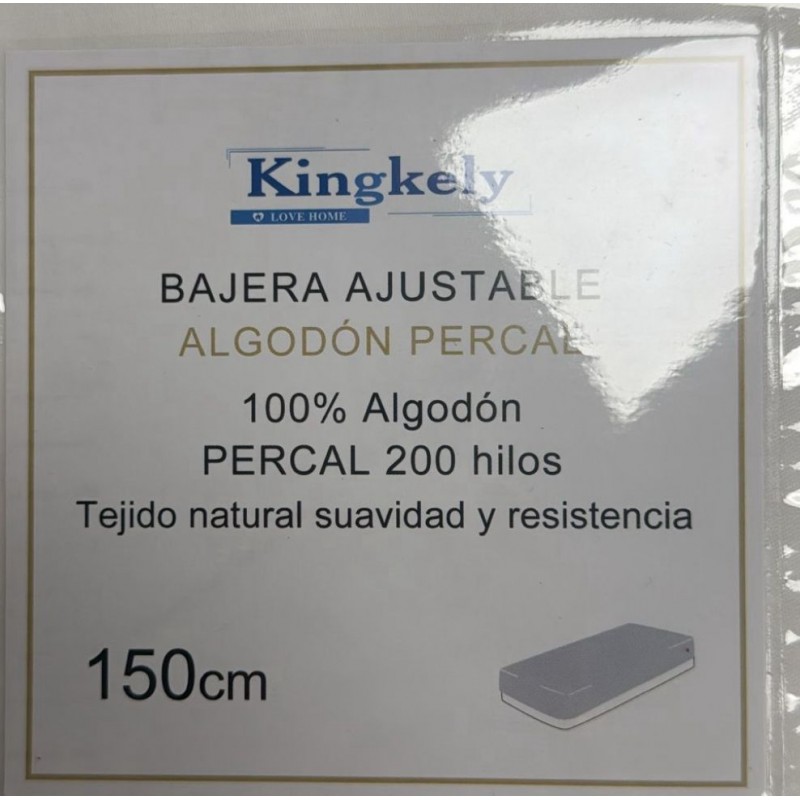 Kingkely
LOVE HOME
BAJERA AJUSTABLE
ALGODÓN PERCAL
100% Algodón
PERCAL 200 hilos
Tejido natural suavidad y resistencia
150cm